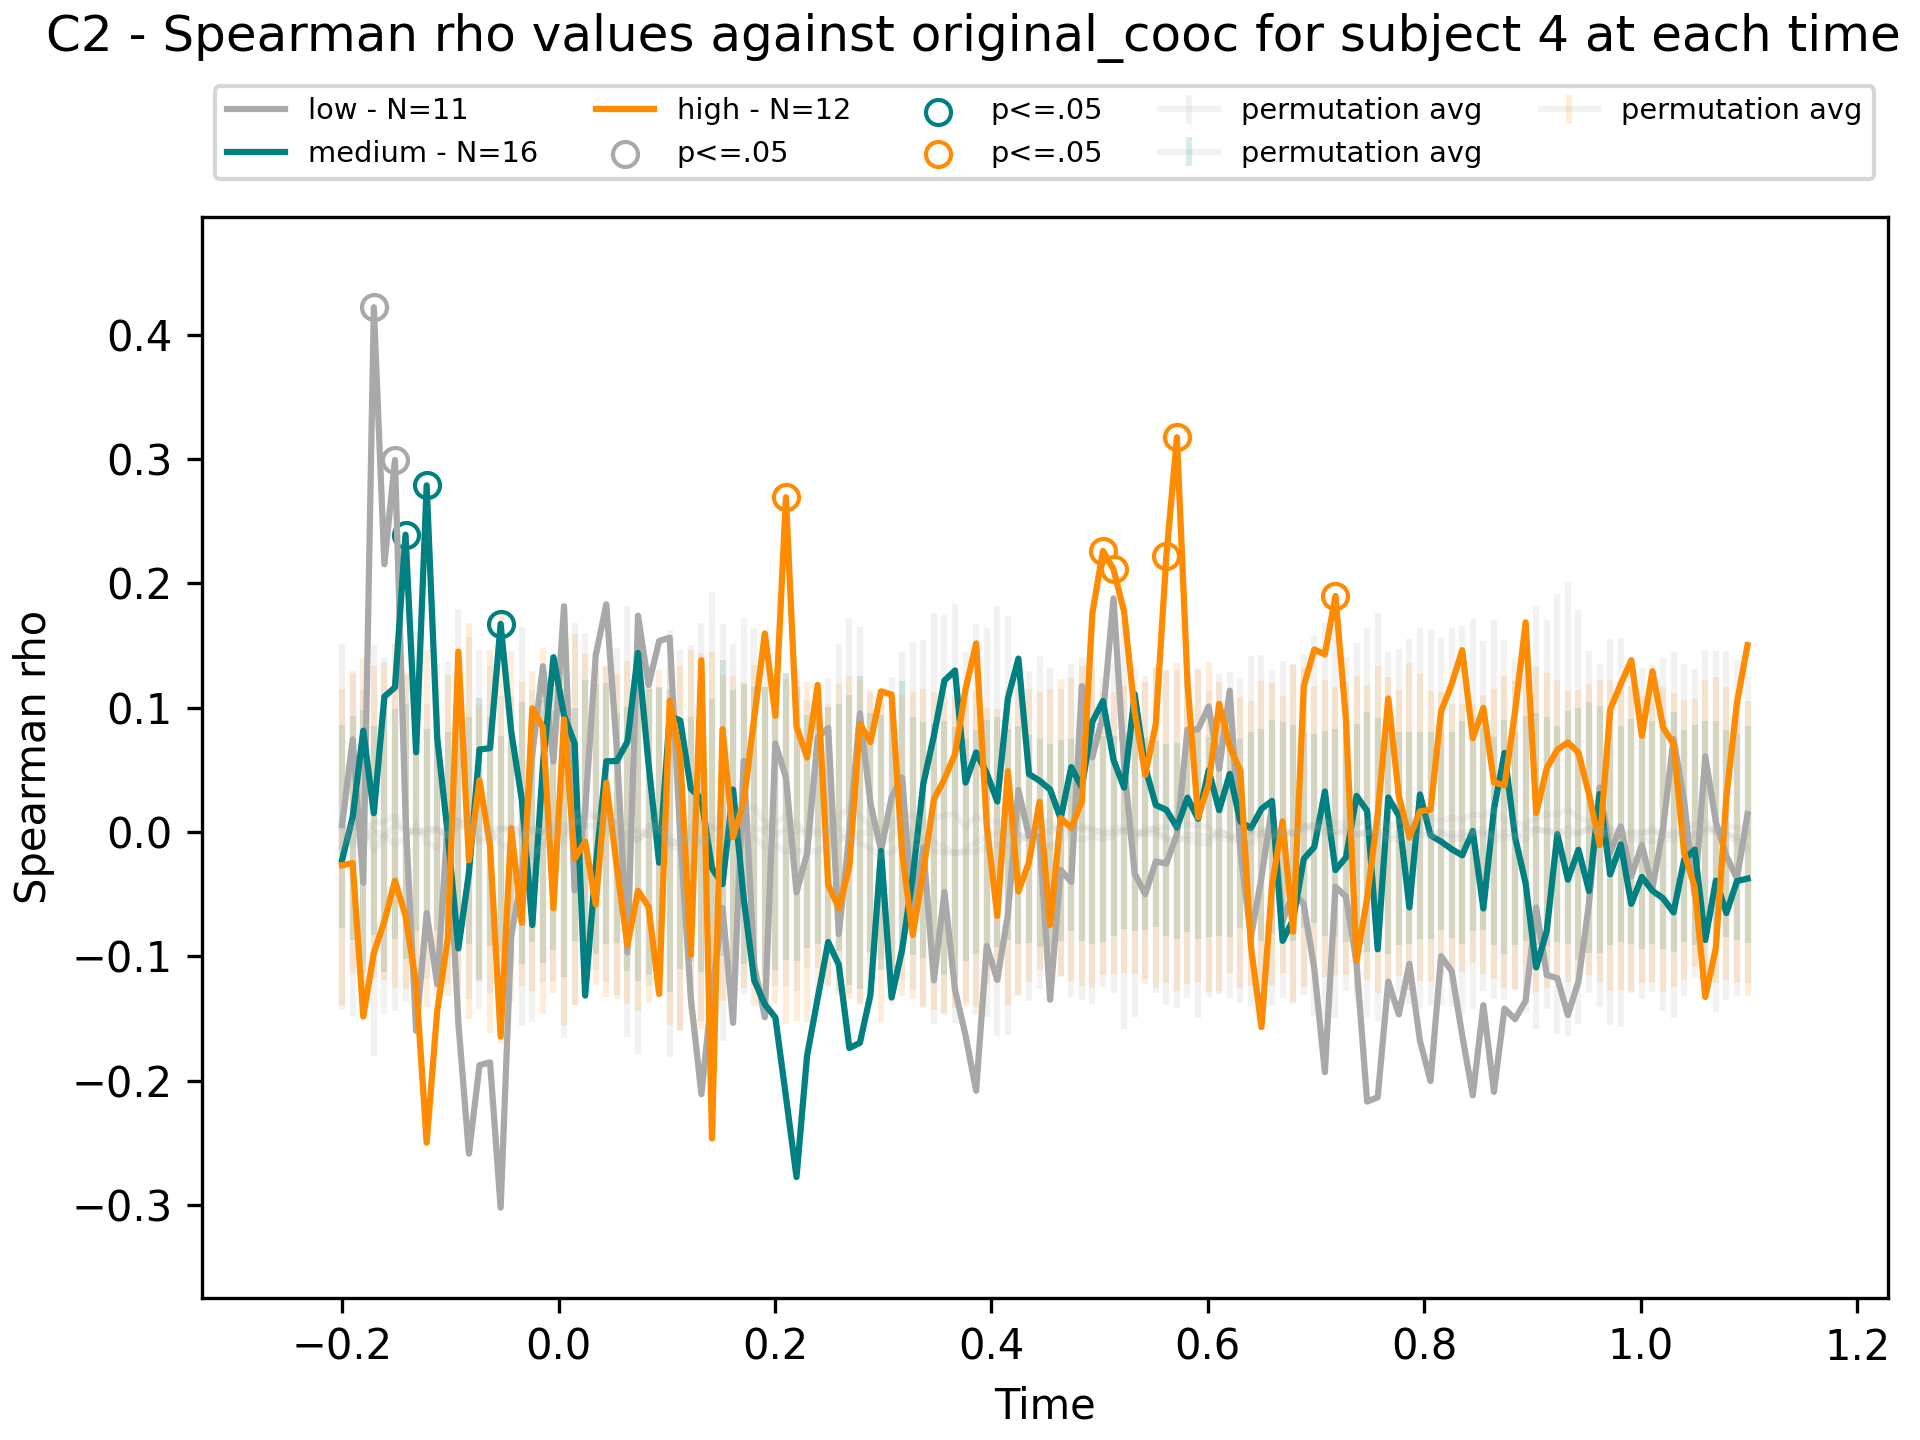 C2 - Spearman rho values against original_cooc for subject 4 at each time
low - N=11
medium - N=16
high - N=12
p<=.05
p<=.05
p<=.05
permutation avg
permutation avg
permutation avg
Spearman rho
0.4
0.3
0.2
0.1
0.0
−0.1
−0.2
−0.3
−0.2 0.0 0.2 0.4 0.6 0.8 1.0 1.2
Time